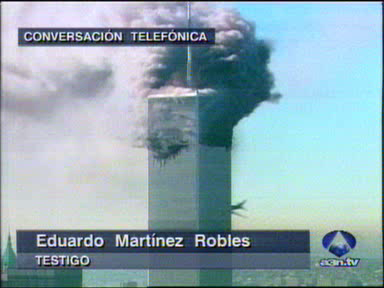 CONVERSACIÓN TELEFÓNICA
Eduardo Martínez Robles
TESTIGO
a3n.tv